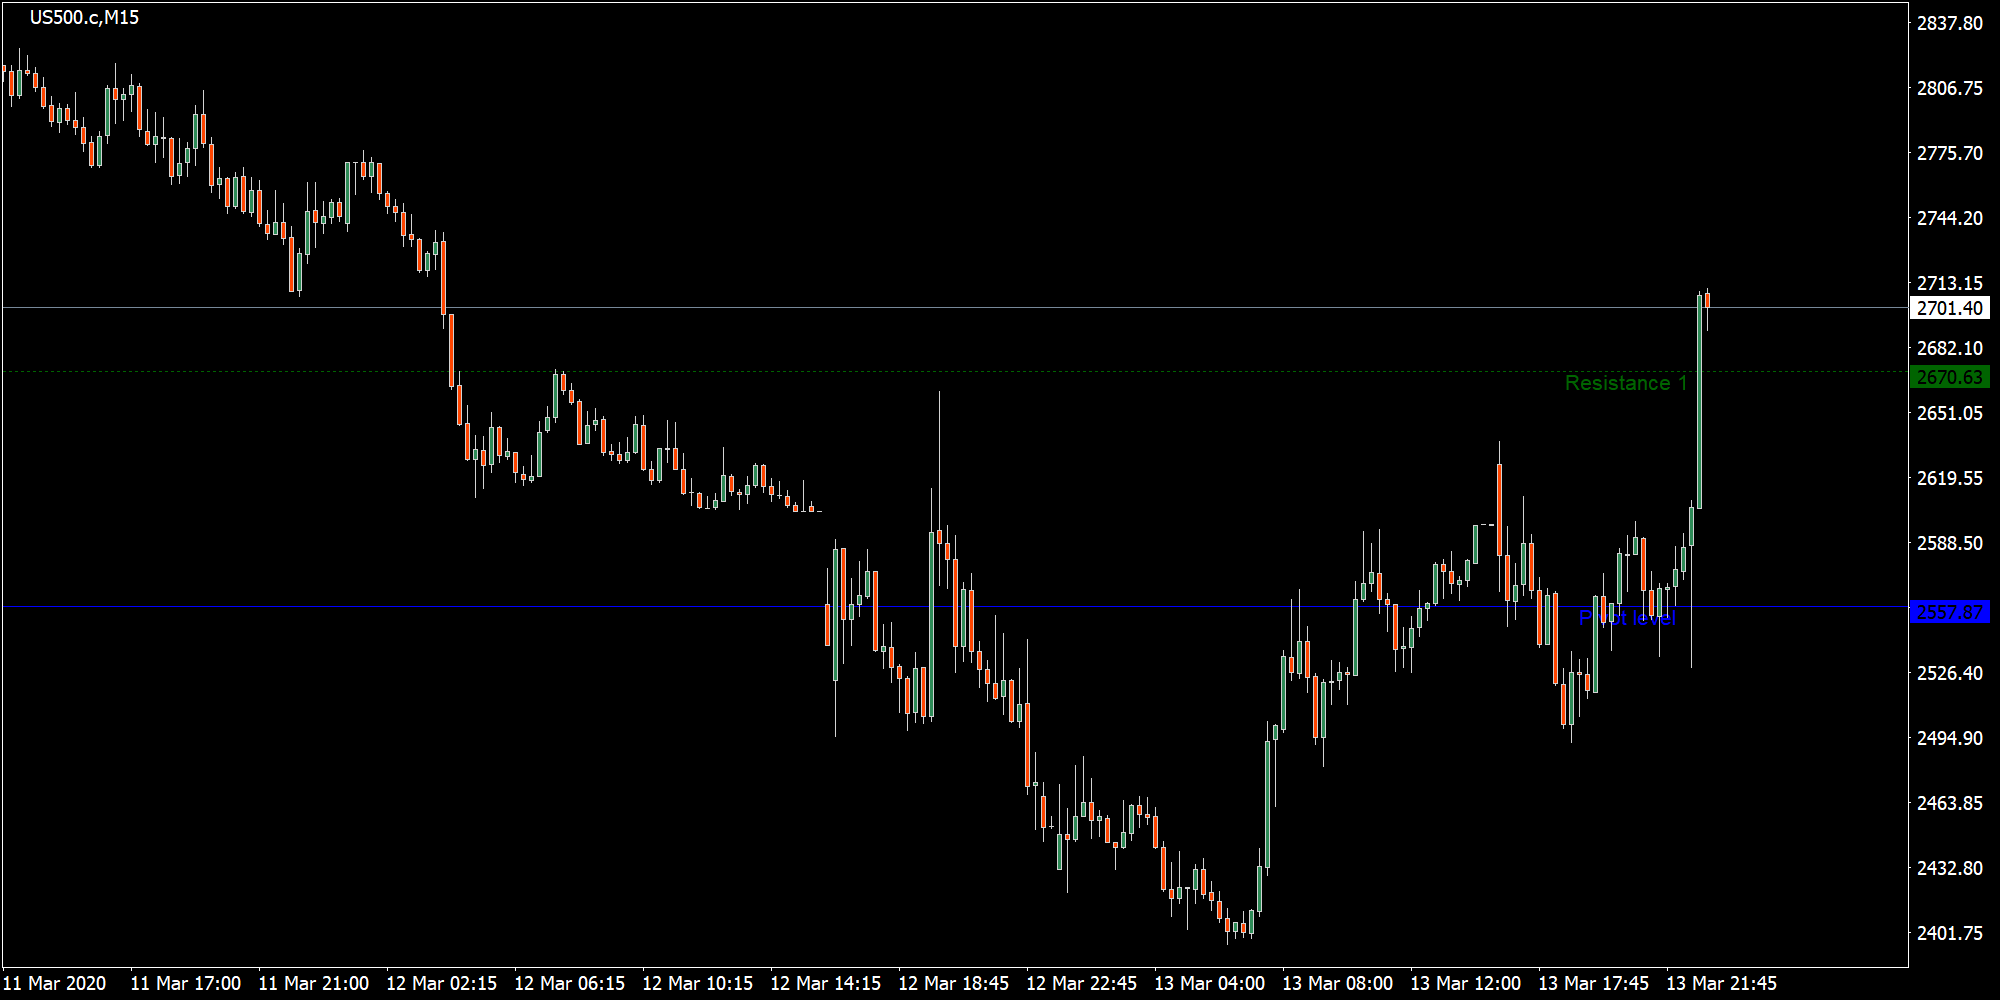 US500.c,M15
2837.80
2806.75
2775.70
2744.20
2713.15
2701.40
2682.10
2670.63
Resistance 1
2651.05
2619.55
2588.50
2557.87
Pivot level
2526.40
2494.90
2463.85
2432.80
2401.75
11 Mar 2020
11 Mar 17:00
11 Mar 21:00
12 Mar 02:15
12 Mar 06:15
12 Mar 10:15
12 Mar 14:15
12 Mar 18:45
12 Mar 22:45
13 Mar 04:00
13 Mar 08:00
13 Mar 12:00
13 Mar 17:45
13 Mar 21:45